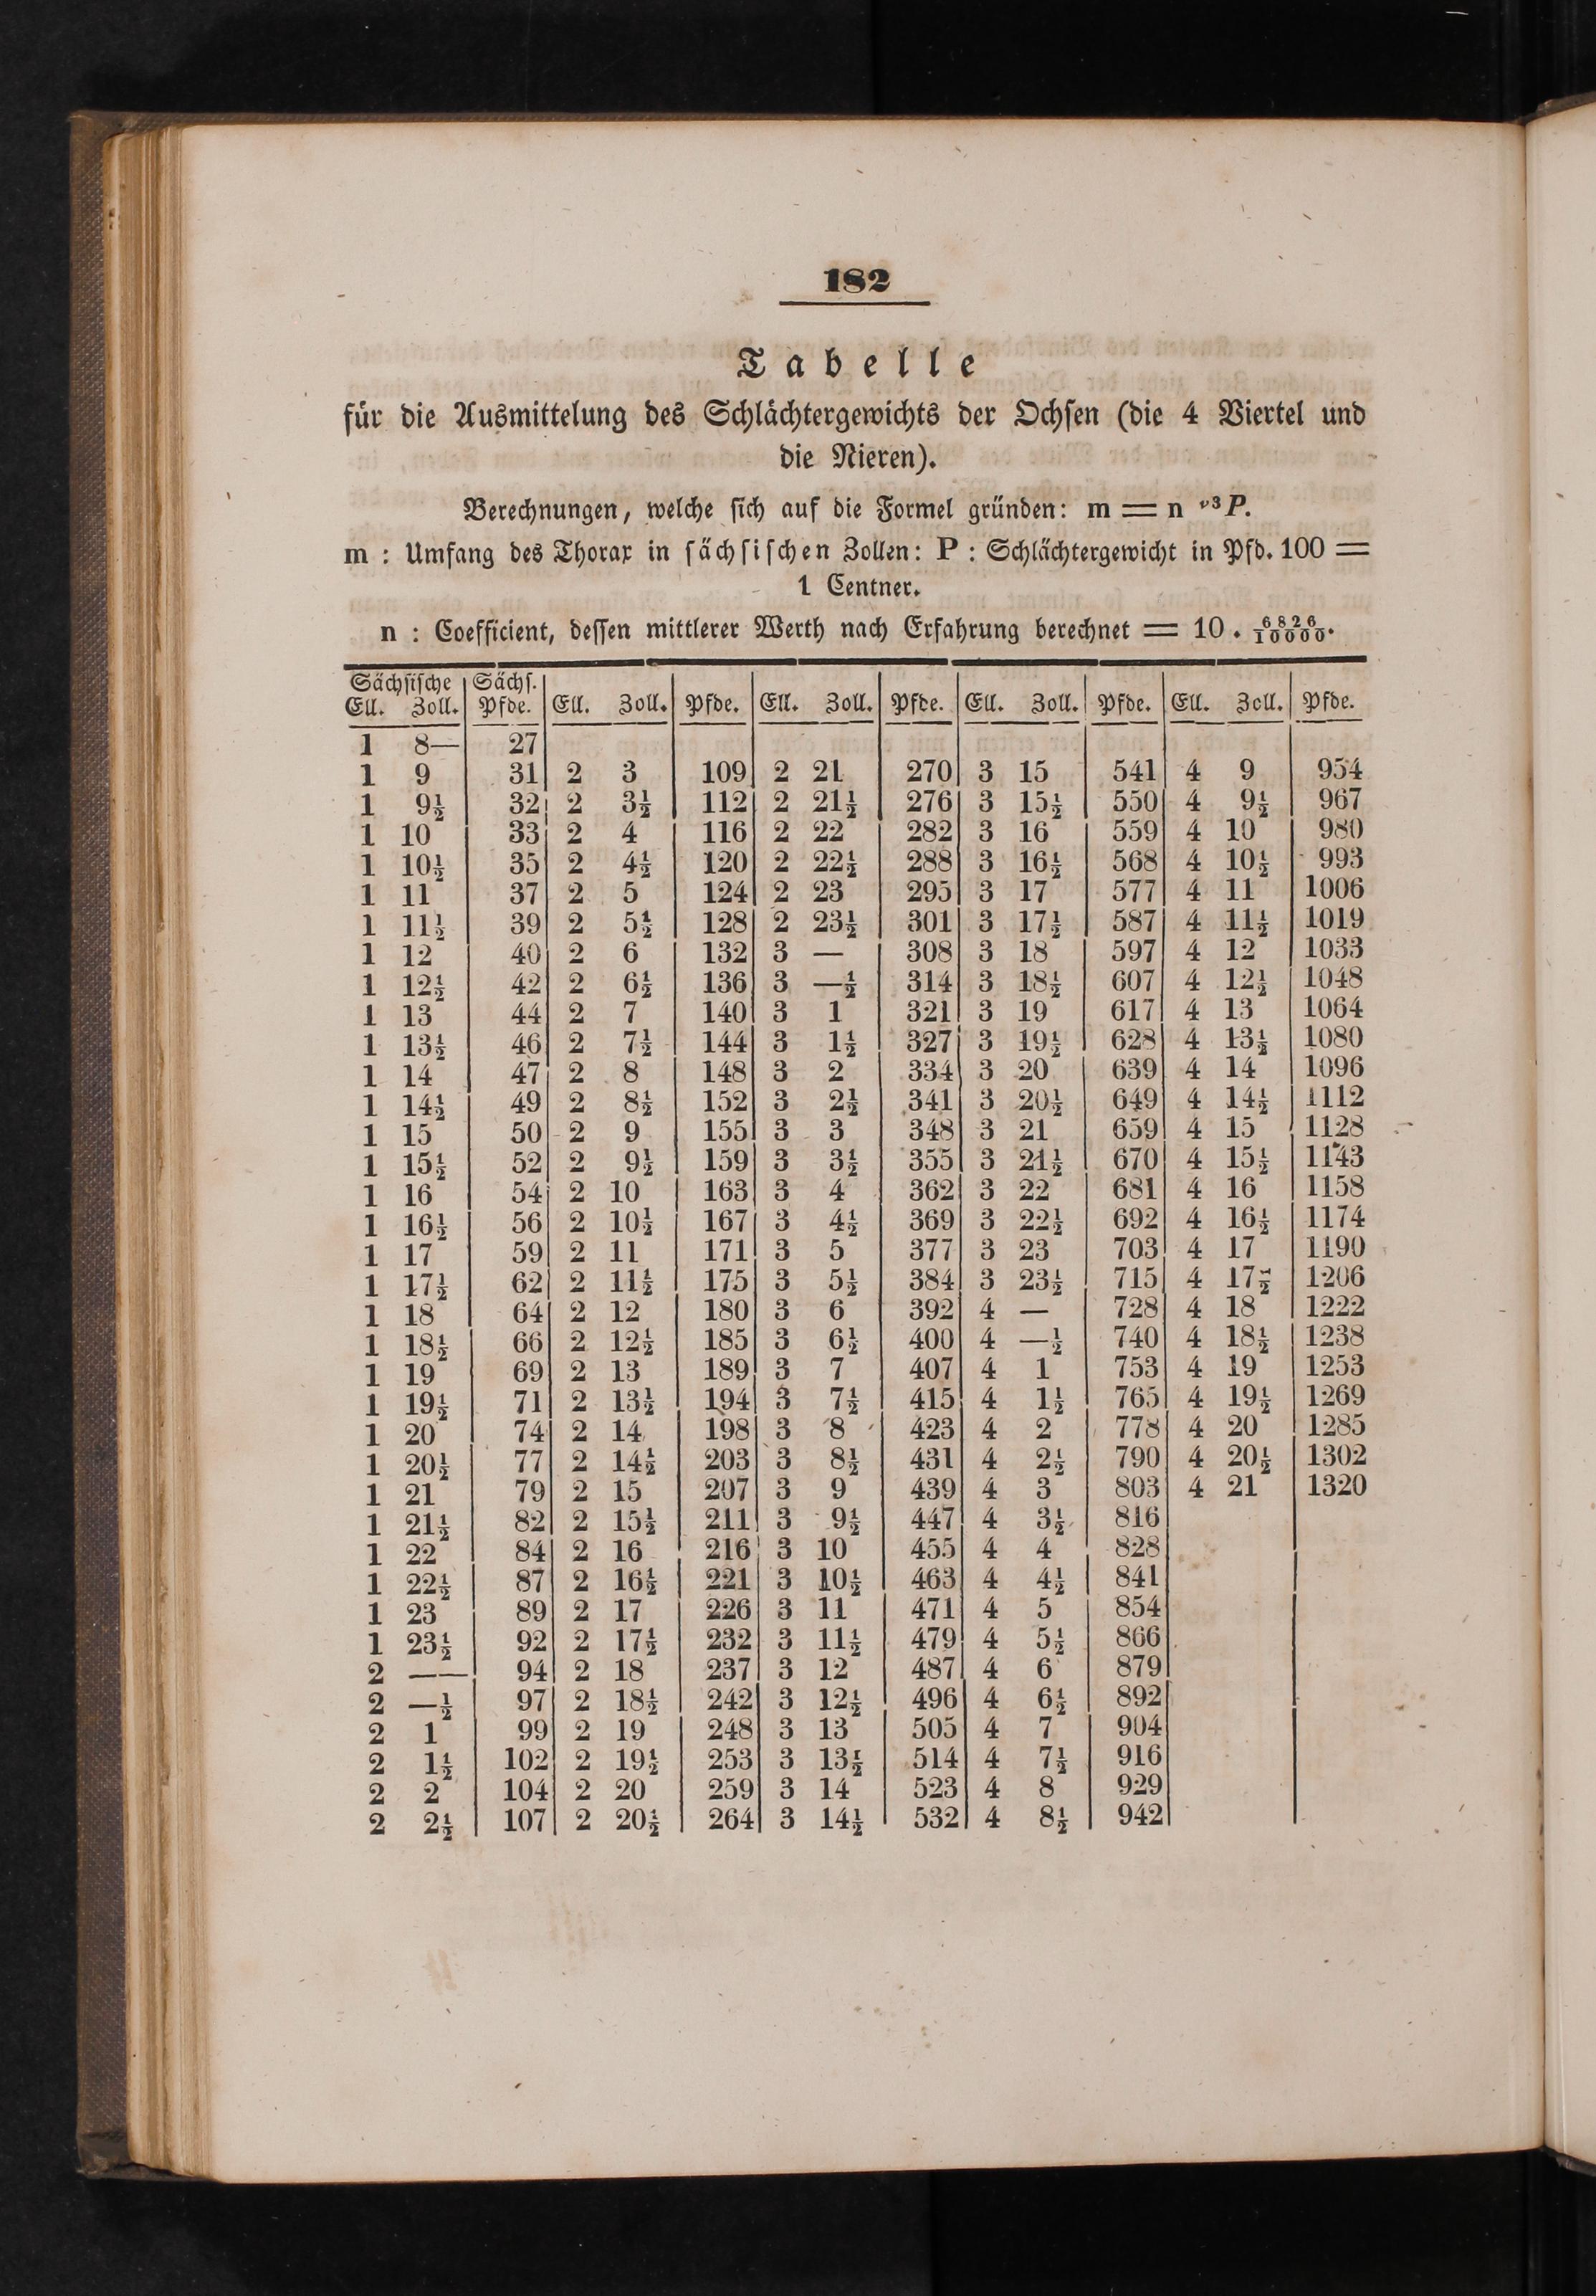 182
Tabelle
für die Ausmittelung des Schlächtergewichts der Ochsen (die 4 Viertel und
die Nieren).
Berechnungen, welche sich auf die Formel gründen: m = n ᵛ³P.
m : Umfang des Thorax in sächsischen Zollen: P : Schlächtergewicht in Pfd. 100 =
1 Centner.
n : Coefficient, dessen mittlerer Werth nach Erfahrung berechnet = 10 . 6826/10000.
Sächsische Sächs.
Ell. Zoll. Pfde. Ell. Zoll. Pfde. Ell. Zoll. Pfde. Ell. Zoll. Pfde. Ell. Zoll. Pfde.
1 8— 27
1 9 31 2 3 109 2 21 270 3 15 541 4 9 954
1 9½ 32 2 3½ 112 2 21½ 276 3 15½ 550 4 9½ 967
1 10 33 2 4 116 2 22 282 3 16 559 4 10 980
1 10½ 35 2 4½ 120 2 22½ 288 3 16½ 568 4 10½ 993
1 11 37 2 5 124 2 23 295 3 17 577 4 11 1006
1 11½ 39 2 5½ 128 2 23½ 301 3 17½ 587 4 11½ 1019
1 12 40 2 6 132 3 — 308 3 18 597 4 12 1033
1 12½ 42 2 6½ 136 3 —½ 314 3 18½ 607 4 12½ 1048
1 13 44 2 7 140 3 1 321 3 19 617 4 13 1064
1 13½ 46 2 7½ 144 3 1½ 327 3 19½ 628 4 13½ 1080
1 14 47 2 8 148 3 2 334 3 20 639 4 14 1096
1 14½ 49 2 8½ 152 3 2½ 341 3 20½ 649 4 14½ 1112
1 15 50 2 9 155 3 3 348 3 21 659 4 15 1128
1 15½ 52 2 9½ 159 3 3½ 355 3 21½ 670 4 15½ 1143
1 16 54 2 10 163 3 4 362 3 22 681 4 16 1158
1 16½ 56 2 10½ 167 3 4½ 369 3 22½ 692 4 16½ 1174
1 17 59 2 11 171 3 5 377 3 23 703 4 17 1190
1 17½ 62 2 11½ 175 3 5½ 384 3 23½ 715 4 17½ 1206
1 18 64 2 12 180 3 6 392 4 — 728 4 18 1222
1 18½ 66 2 12½ 185 3 6½ 400 4 —½ 740 4 18½ 1238
1 19 69 2 13 189 3 7 407 4 1 753 4 19 1253
1 19½ 71 2 13½ 194 3 7½ 415 4 1½ 765 4 19½ 1269
1 20 74 2 14 198 3 8 423 4 2 778 4 20 1285
1 20½ 77 2 14½ 203 3 8½ 431 4 2½ 790 4 20½ 1302
1 21 79 2 15 207 3 9 439 4 3 803 4 21 1320
1 21½ 82 2 15½ 211 3 9½ 447 4 3½ 816
1 22 84 2 16 216 3 10 455 4 4 828
1 22½ 87 2 16½ 221 3 10½ 463 4 4½ 841
1 23 89 2 17 226 3 11 471 4 5 854
1 23½ 92 2 17½ 232 3 11½ 479 4 5½ 866
2 —— 94 2 18 237 3 12 487 4 6 879
2 —½ 97 2 18½ 242 3 12½ 496 4 6½ 892
2 1 99 2 19 248 3 13 505 4 7 904
2 1½ 102 2 19½ 253 3 13½ 514 4 7½ 916
2 2 104 2 20 259 3 14 523 4 8 929
2 2½ 107 2 20½ 264 3 14½ 532 4 8½ 942